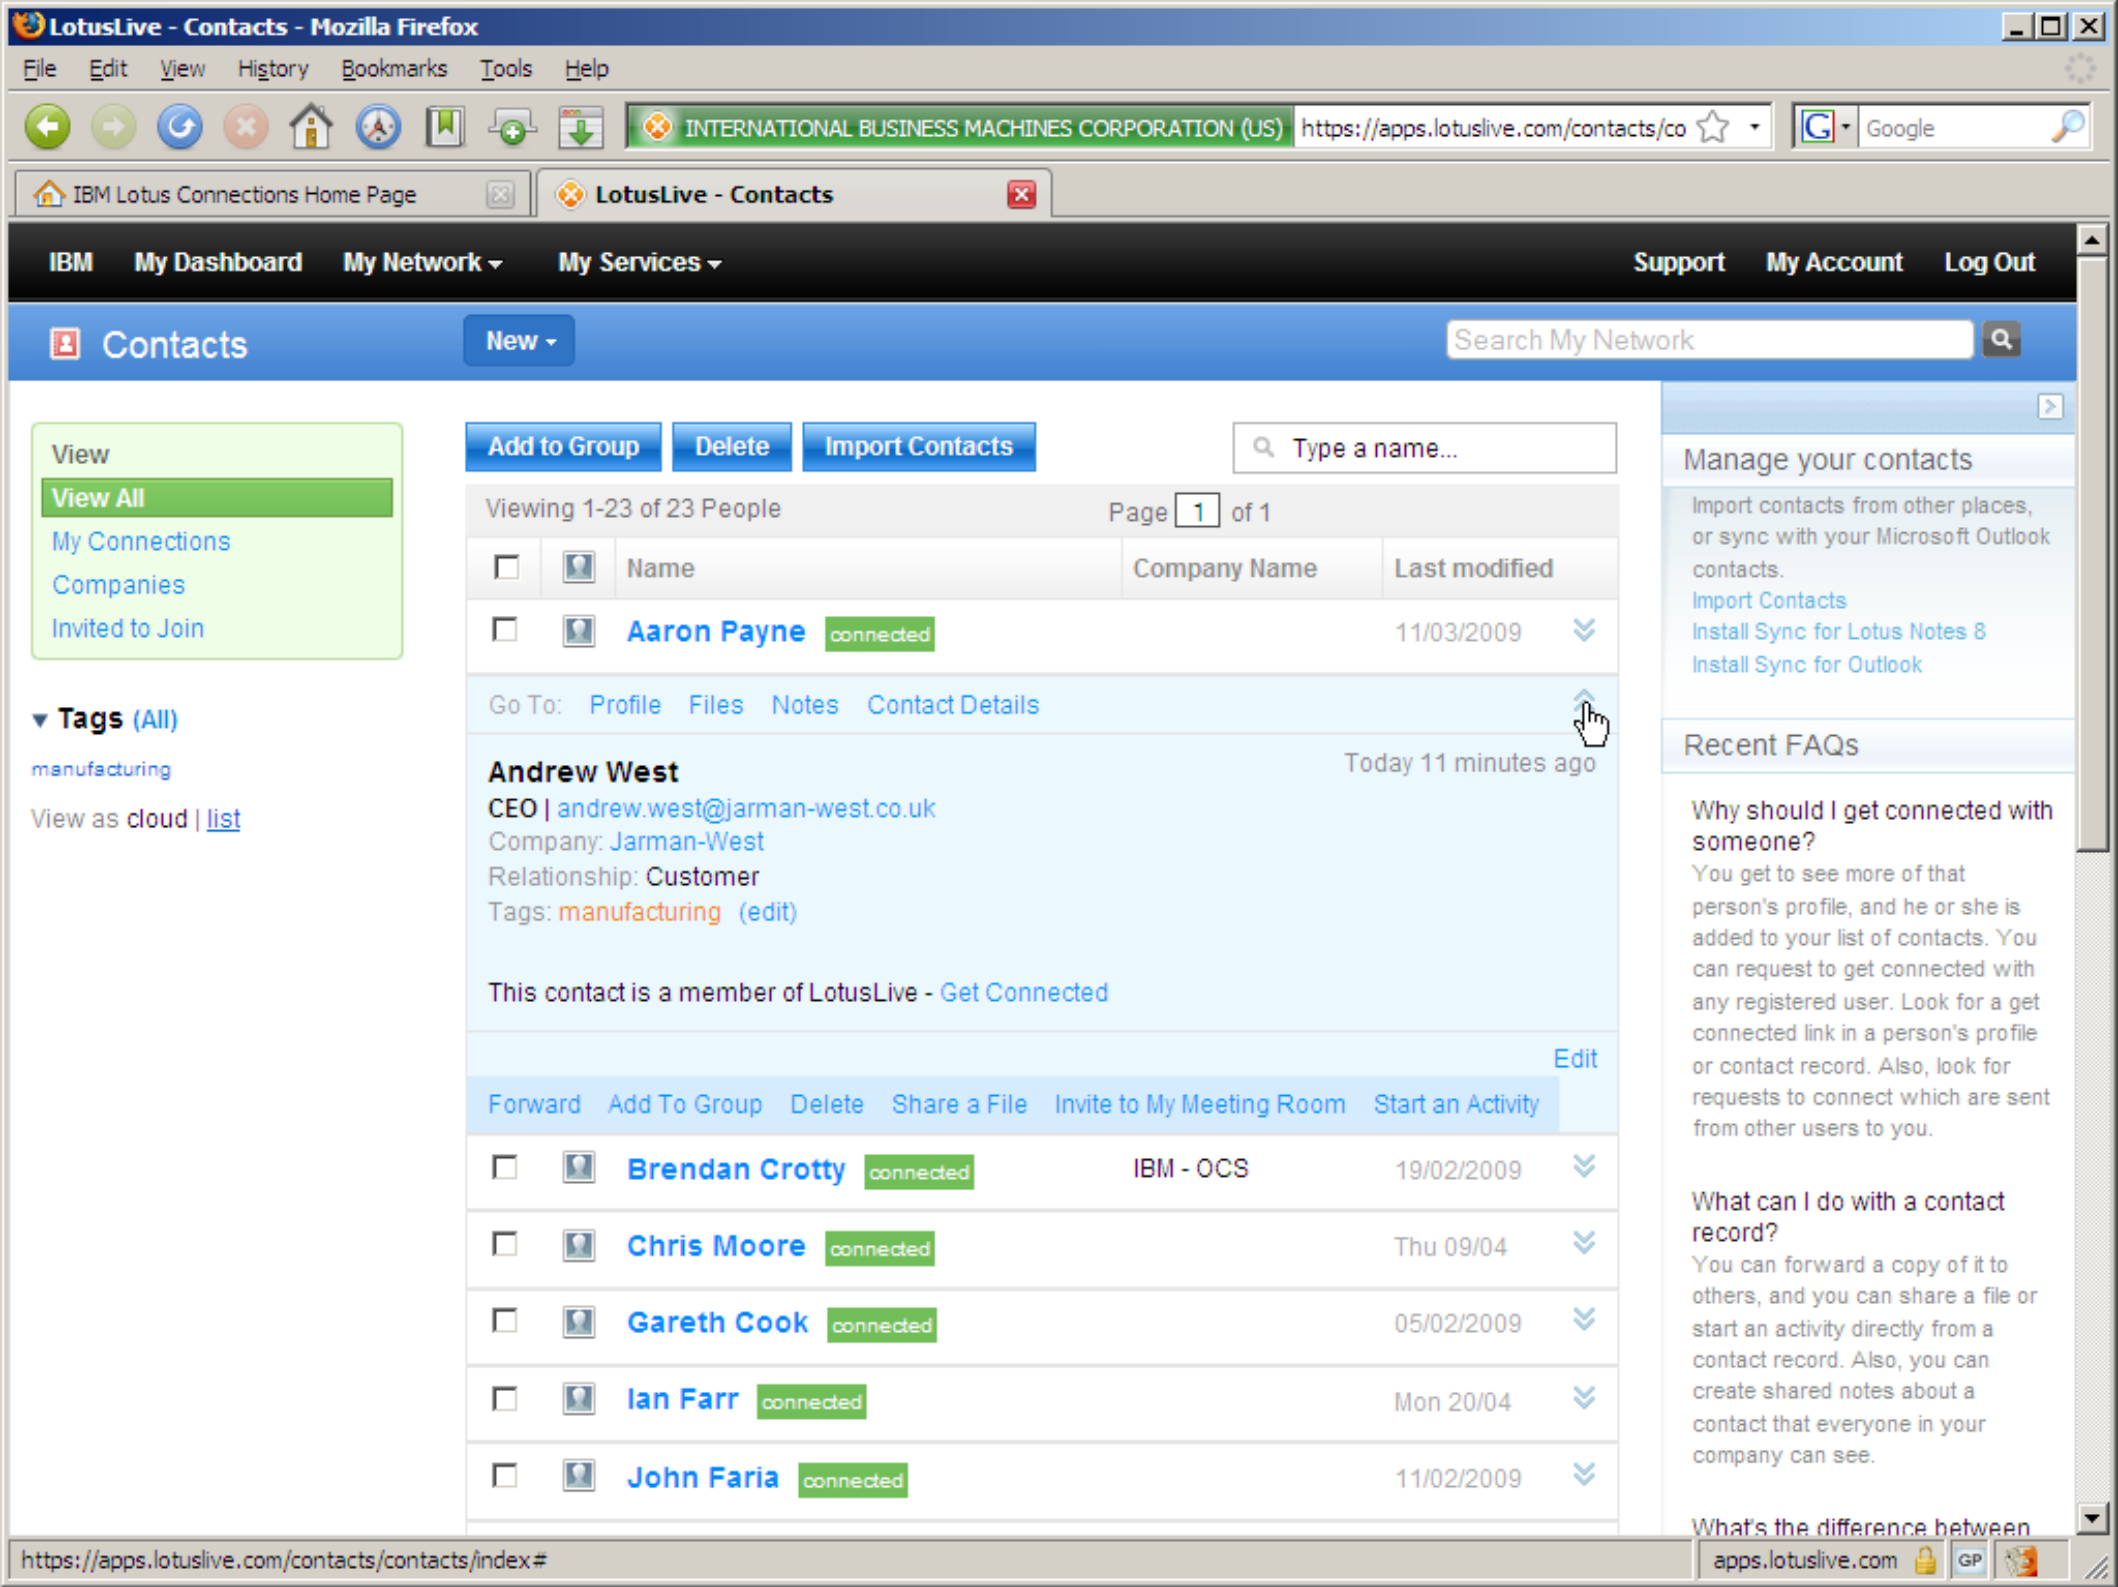 LotusLive - Contacts - Mozilla Firefox
File Edit View History Bookmarks Tools Help
INTERNATIONAL BUSINESS MACHINES CORPORATION (US) https://apps.lotuslive.com/contacts/co G Google
IBM Lotus Connections Home Page LotusLive - Contacts
IBM My Dashboard My Network My Services Support My Account Log Out
Contacts New Search My Network
View
View All
My Connections
Companies
Invited to Join
Tags (All)
manufacturing
View as cloud | list
Add to Group Delete Import Contacts Type a name...
Viewing 1-23 of 23 People Page 1 of 1
Name Company Name Last modified
Aaron Payne connected 11/03/2009
Go To: Profile Files Notes Contact Details
Andrew West Today 11 minutes ago
CEO | andrew.west@jarman-west.co.uk
Company: Jarman-West
Relationship: Customer
Tags: manufacturing (edit)
This contact is a member of LotusLive - Get Connected
Edit
Forward Add To Group Delete Share a File Invite to My Meeting Room Start an Activity
Brendan Crotty connected IBM - OCS 19/02/2009
Chris Moore connected Thu 09/04
Gareth Cook connected 05/02/2009
Ian Farr connected Mon 20/04
John Faria connected 11/02/2009
Manage your contacts
Import contacts from other places,
or sync with your Microsoft Outlook
contacts.
Import Contacts
Install Sync for Lotus Notes 8
Install Sync for Outlook
Recent FAQs
Why should I get connected with
someone?
You get to see more of that
person's profile, and he or she is
added to your list of contacts. You
can request to get connected with
any registered user. Look for a get
connected link in a person's profile
or contact record. Also, look for
requests to connect which are sent
from other users to you.
What can I do with a contact
record?
You can forward a copy of it to
others, and you can share a file or
start an activity directly from a
contact record. Also, you can
create shared notes about a
contact that everyone in your
company can see.
What's the difference between
https://apps.lotuslive.com/contacts/contacts/index# apps.lotuslive.com GP